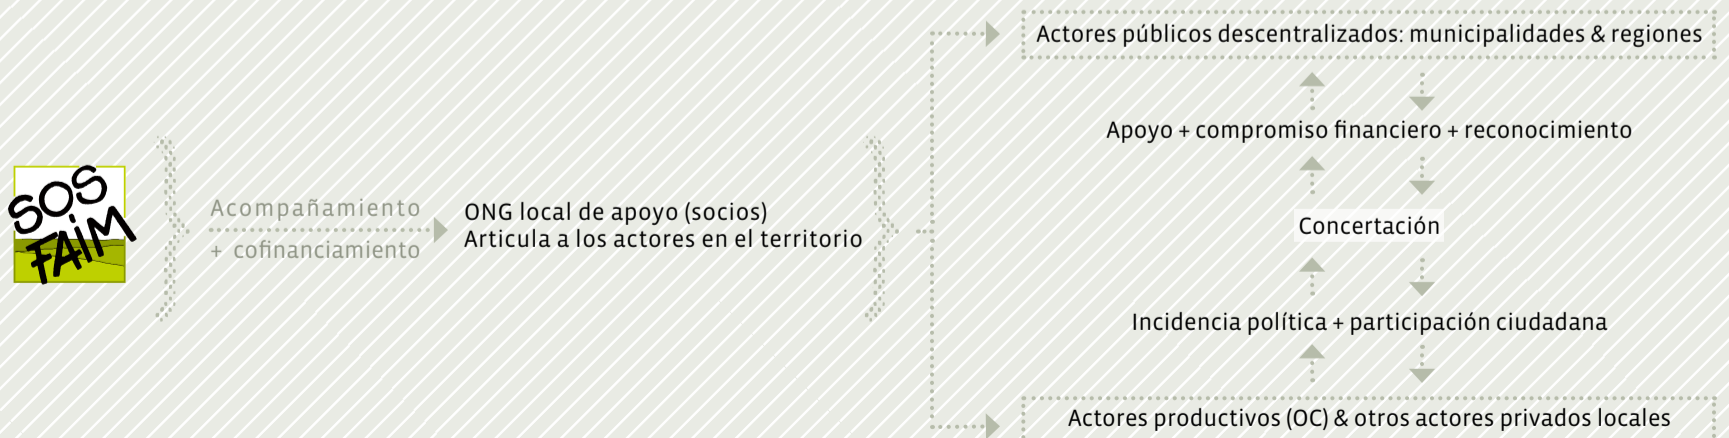 SOS
FAIM
Acompañamiento
+ cofinanciamiento
ONG local de apoyo (socios)
Articula a los actores en el territorio
Actores públicos descentralizados: municipalidades & regiones
Apoyo + compromiso financiero + reconocimiento
Concertación
Incidencia política + participación ciudadana
Actores productivos (OC) & otros actores privados locales